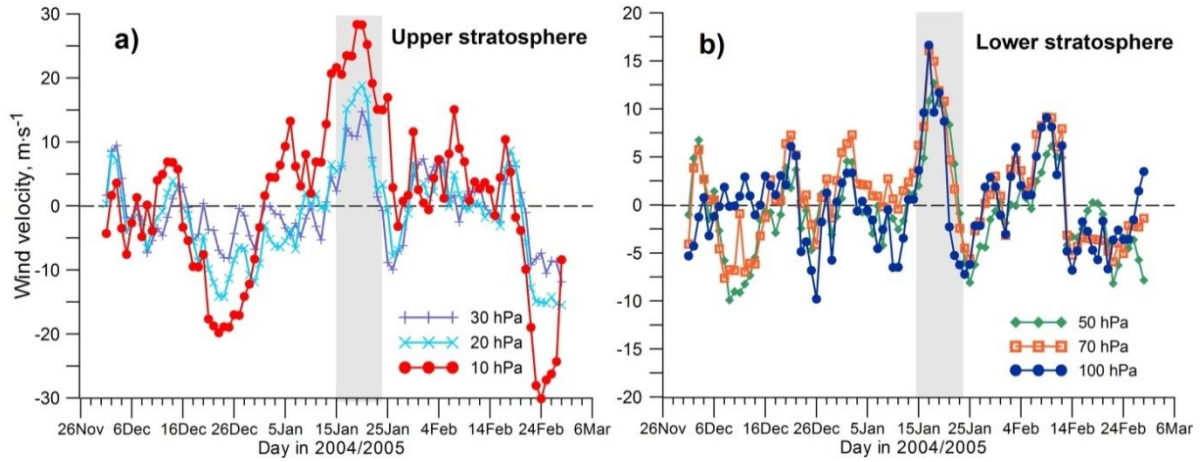 a)
Upper stratosphere
Wind velocity, m·s⁻¹
30
20
10
0
-10
-20
-30
30 hPa
20 hPa
10 hPa
26Nov 6Dec 16Dec 26Dec 5Jan 15Jan 25Jan 4Feb 14Feb 24Feb 6Mar
Day in 2004/2005
b)
Lower stratosphere
20
15
10
5
0
-5
-10
-15
-20
50 hPa
70 hPa
100 hPa
26Nov 6Dec 16Dec 26Dec 5Jan 15Jan 25Jan 4Feb 14Feb 24Feb 6Mar
Day in 2004/2005